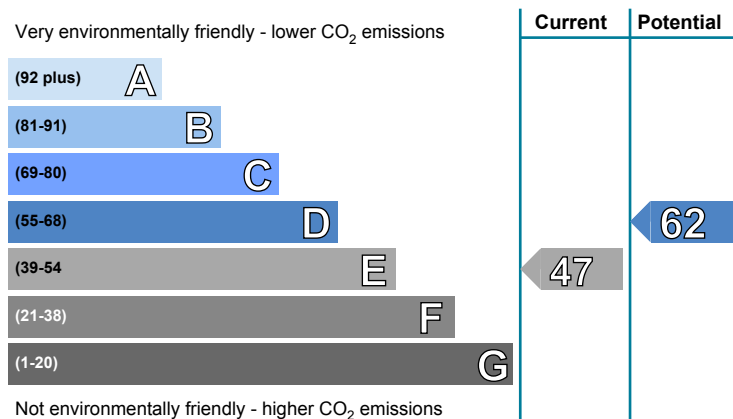 Very environmentally friendly - lower CO₂ emissions
Current
Potential
(92 plus) A
(81-91) B
(69-80) C
(55-68) D
62
(39-54 E
47
(21-38) F
(1-20) G
Not environmentally friendly - higher CO₂ emissions